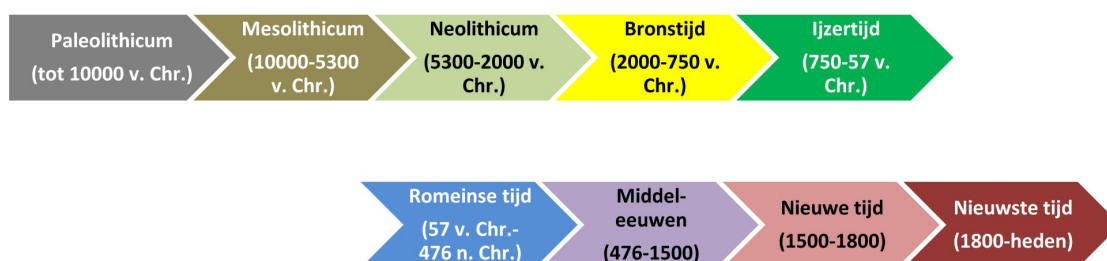 Paleolithicum
(tot 10000 v. Chr.)
Mesolithicum
(10000-5300
v. Chr.)
Neolithicum
(5300-2000 v.
Chr.)
Bronstijd
(2000-750 v.
Chr.)
Ijzertijd
(750-57 v.
Chr.)
Romeinse tijd
(57 v. Chr.-
476 n. Chr.)
Middel-
eeuwen
(476-1500)
Nieuwe tijd
(1500-1800)
Nieuwste tijd
(1800-heden)